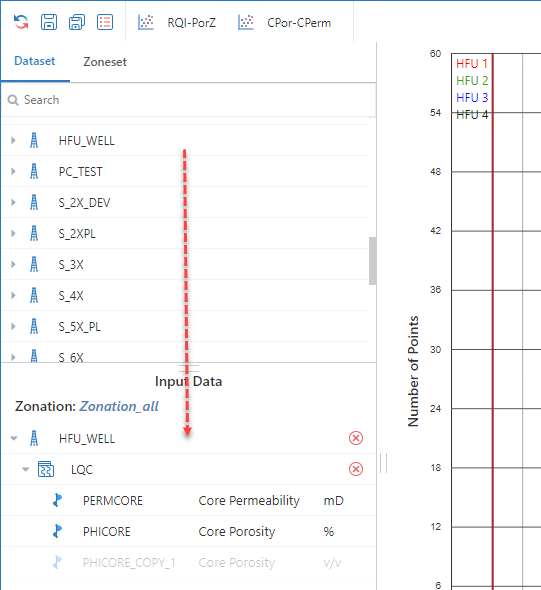 RQI-PorZ CPor-CPerm
Dataset Zoneset
Search
HFU_WELL
PC_TEST
S_2X_DEV
S_2XPL
S_3X
S_4X
S_5X_PL
S_6X
Input Data
Zonation: Zonation_all
HFU_WELL
LQC
PERMCORE Core Permeability mD
PHICORE Core Porosity %
PHICORE_COPY_1 Core Porosity v/v
Number of Points
60
54
48
42
36
30
24
18
12
6
HFU 1
HFU 2
HFU 3
HFU 4